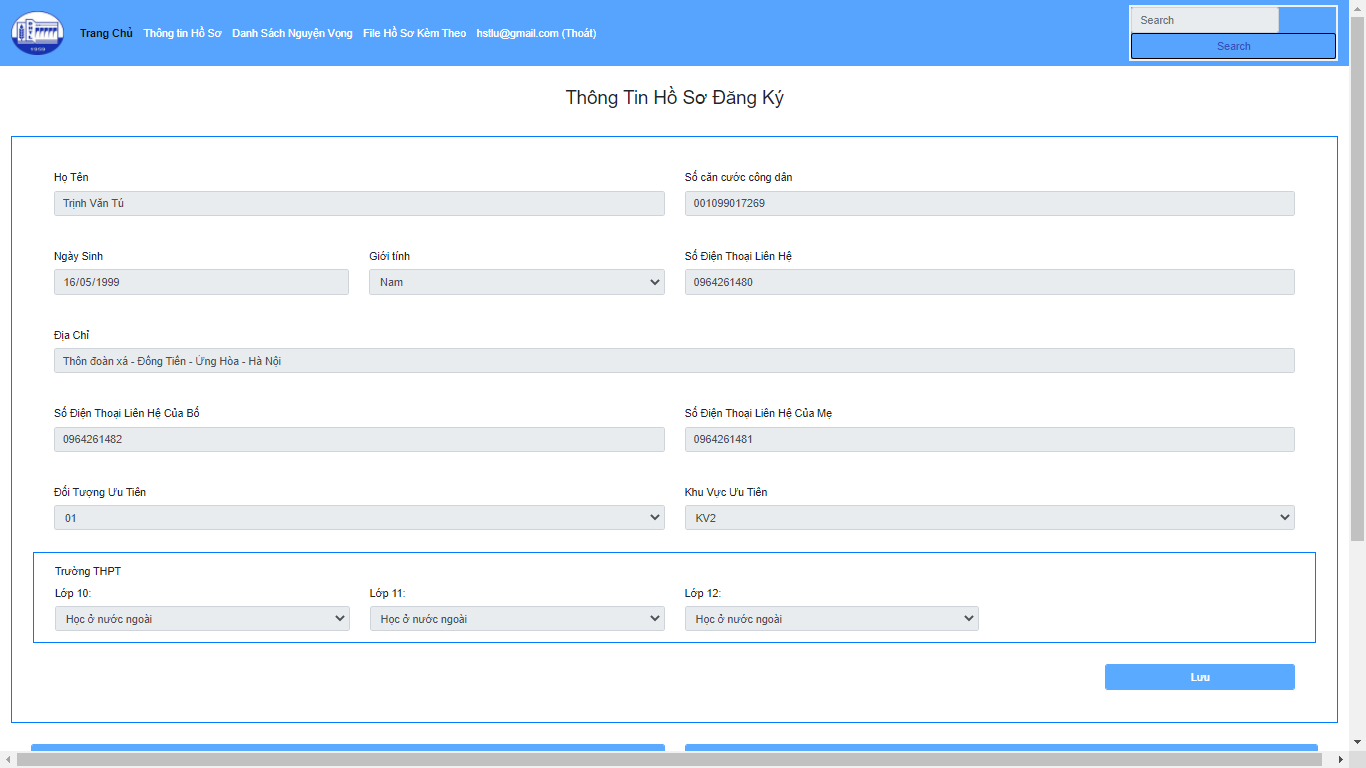 Trang Chủ Thông tin Hồ Sơ Danh Sách Nguyện Vọng File Hồ Sơ Kèm Theo hstlu@gmail.com (Thoát)
Search
Search
1959
Thông Tin Hồ Sơ Đăng Ký
Họ Tên
Trịnh Văn Tú
Số căn cước công dân
001099017269
Ngày Sinh
16/05/1999
Giới tính
Nam
Số Điện Thoại Liên Hệ
0964261480
Địa Chỉ
Thôn đoàn xá - Đồng Tiến - Ứng Hòa - Hà Nội
Số Điện Thoại Liên Hệ Của Bố
0964261482
Số Điện Thoại Liên Hệ Của Mẹ
0964261481
Đối Tượng Ưu Tiên
01
Khu Vực Ưu Tiên
KV2
Trường THPT
Lớp 10:
Học ở nước ngoài
Lớp 11:
Học ở nước ngoài
Lớp 12:
Học ở nước ngoài
Lưu